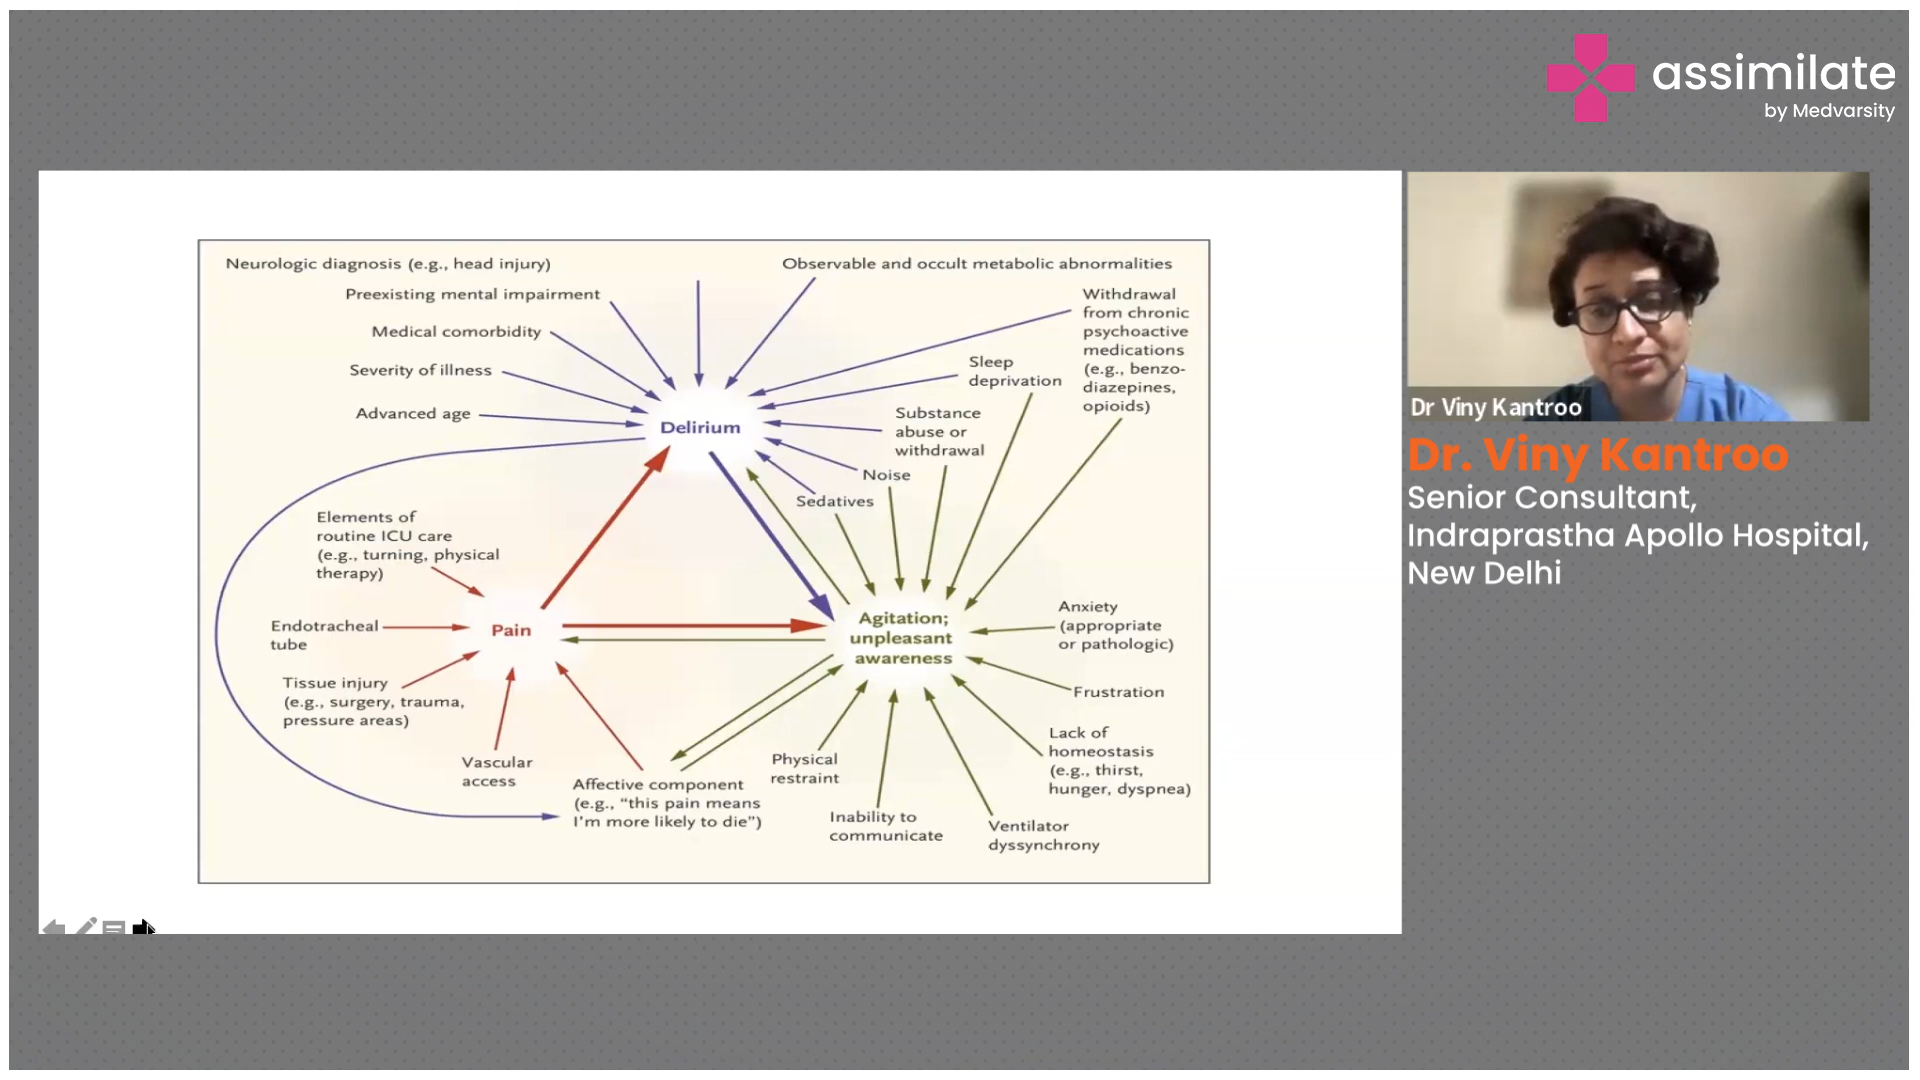 assimilate
by Medvarsity
Neurologic diagnosis (e.g., head injury)
Observable and occult metabolic abnormalities
Preexisting mental impairment
Medical comorbidity
Severity of illness
Advanced age
Withdrawal
from chronic
psychoactive
medications
(e.g., benzo-
diazepines,
opioids)
Sleep
deprivation
Substance
abuse or
withdrawal
Noise
Sedatives
Delirium
Elements of
routine ICU care
(e.g., turning, physical
therapy)
Endotracheal
tube
Pain
Tissue injury
(e.g., surgery, trauma,
pressure areas)
Vascular
access
Affective component
(e.g., “this pain means
I’m more likely to die”)
Agitation;
unpleasant
awareness
Anxiety
(appropriate
or pathologic)
Frustration
Lack of
homeostasis
(e.g., thirst,
hunger, dyspnea)
Physical
restraint
Inability to
communicate
Ventilator
dyssynchrony
Dr Viny Kantroo
Dr. Viny Kantroo
Senior Consultant,
Indraprastha Apollo Hospital,
New Delhi